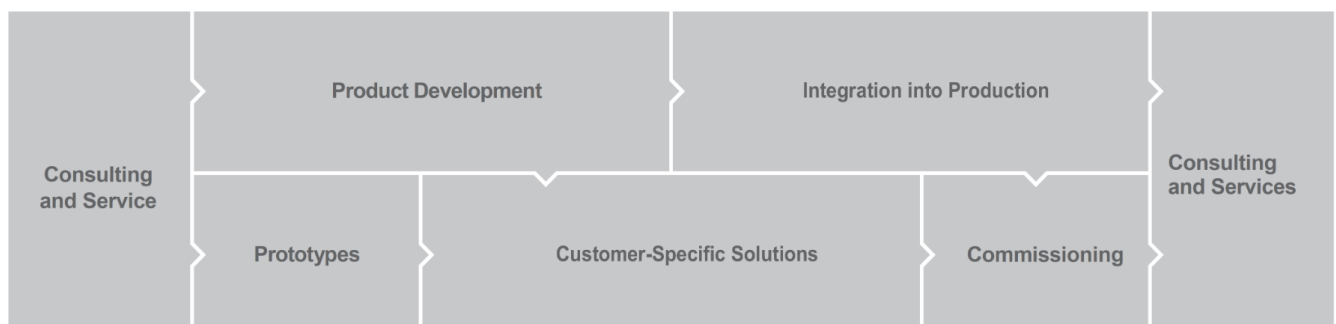 Consulting
and Service
Product Development
Integration into Production
Prototypes
Customer-Specific Solutions
Commissioning
Consulting
and Services